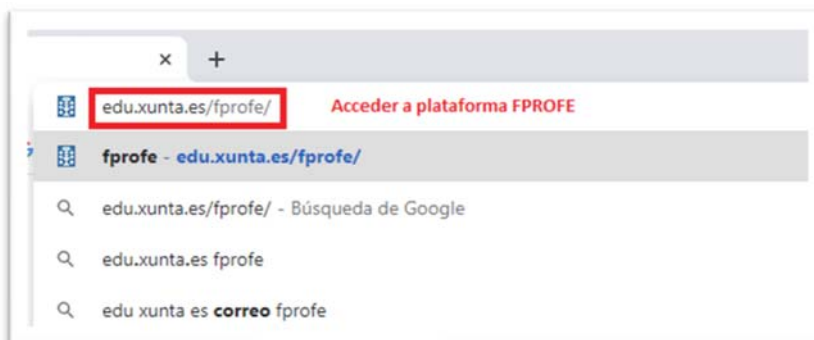 × +
edu.xunta.es/fprofe/ Acceder a plataforma FPROFE
fprofe - edu.xunta.es/fprofe/
edu.xunta.es/fprofe/ - Búsqueda de Google
edu.xunta.es fprofe
edu xunta es correo fprofe